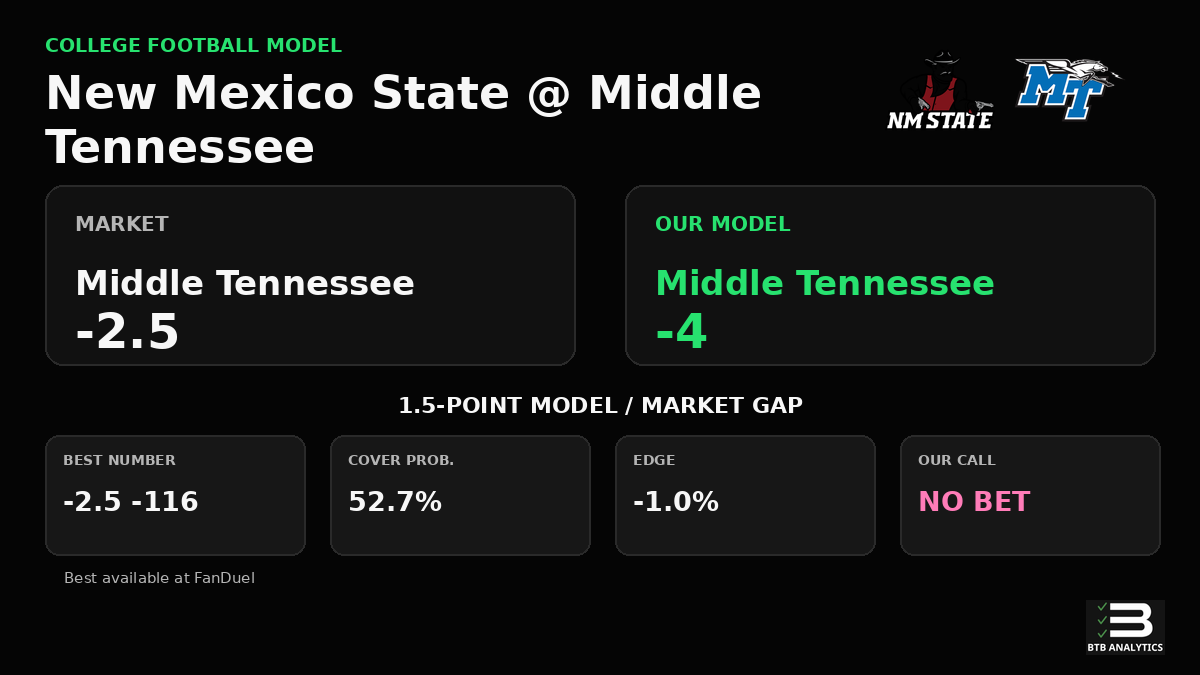 COLLEGE FOOTBALL MODEL
New Mexico State @ Middle
Tennessee
NM STATE
MT
MARKET
Middle Tennessee
-2.5
OUR MODEL
Middle Tennessee
-4
1.5-POINT MODEL / MARKET GAP
BEST NUMBER
-2.5 -116
COVER PROB.
52.7%
EDGE
-1.0%
OUR CALL
NO BET
Best available at FanDuel
B
BTB ANALYTICS